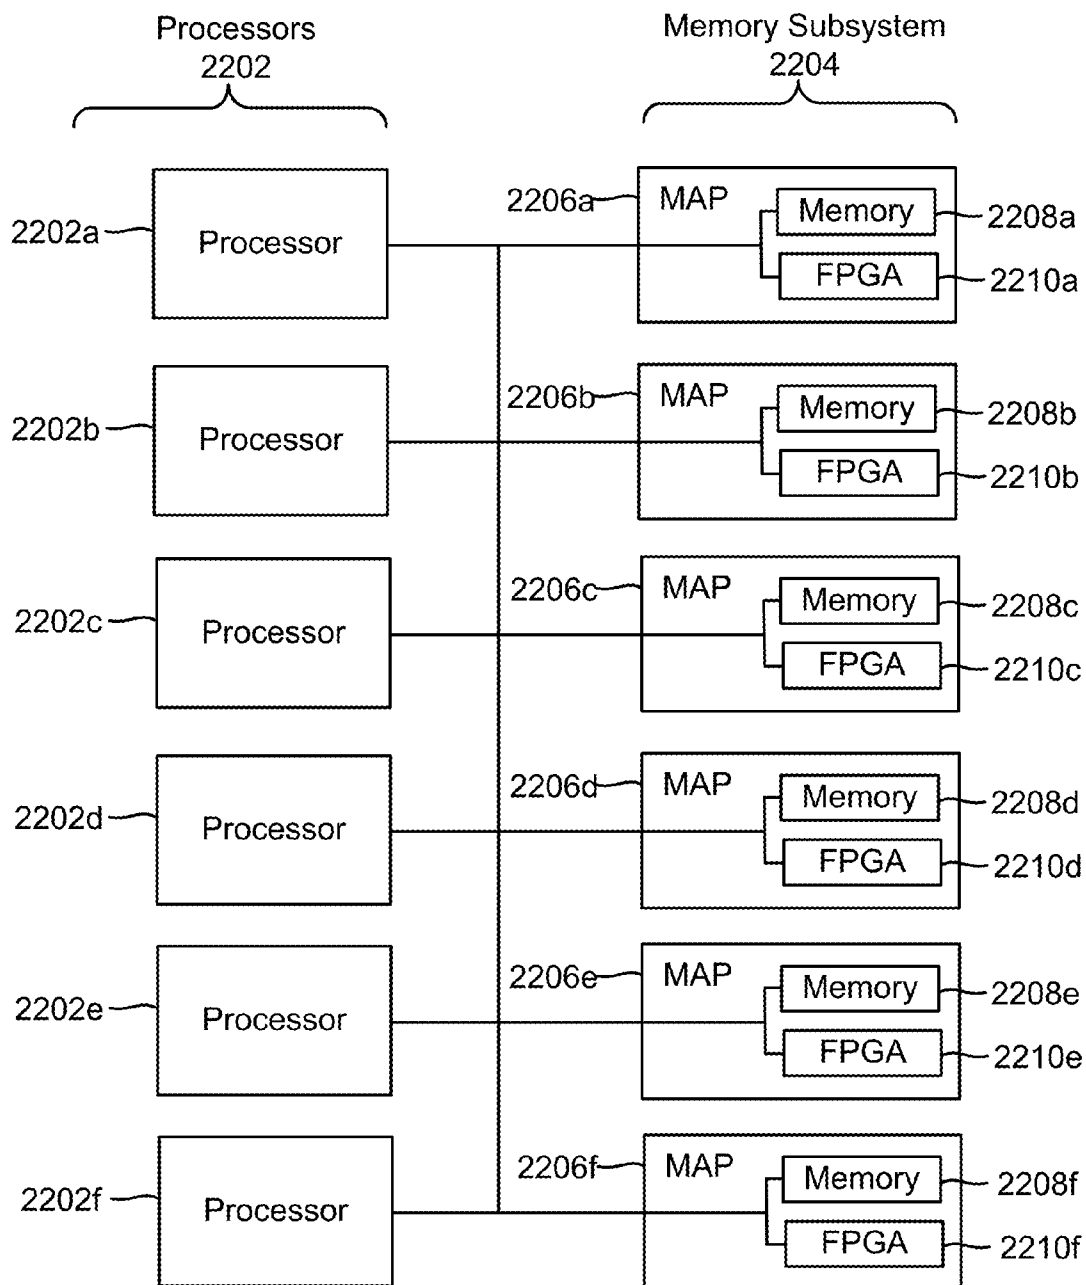 Processors
2202
Memory Subsystem
2204
2202a
Processor
2206a
MAP
Memory
2208a
FPGA
2210a
2202b
Processor
2206b
MAP
Memory
2208b
FPGA
2210b
2202c
Processor
2206c
MAP
Memory
2208c
FPGA
2210c
2202d
Processor
2206d
MAP
Memory
2208d
FPGA
2210d
2202e
Processor
2206e
MAP
Memory
2208e
FPGA
2210e
2202f
Processor
2206f
MAP
Memory
2208f
FPGA
2210f